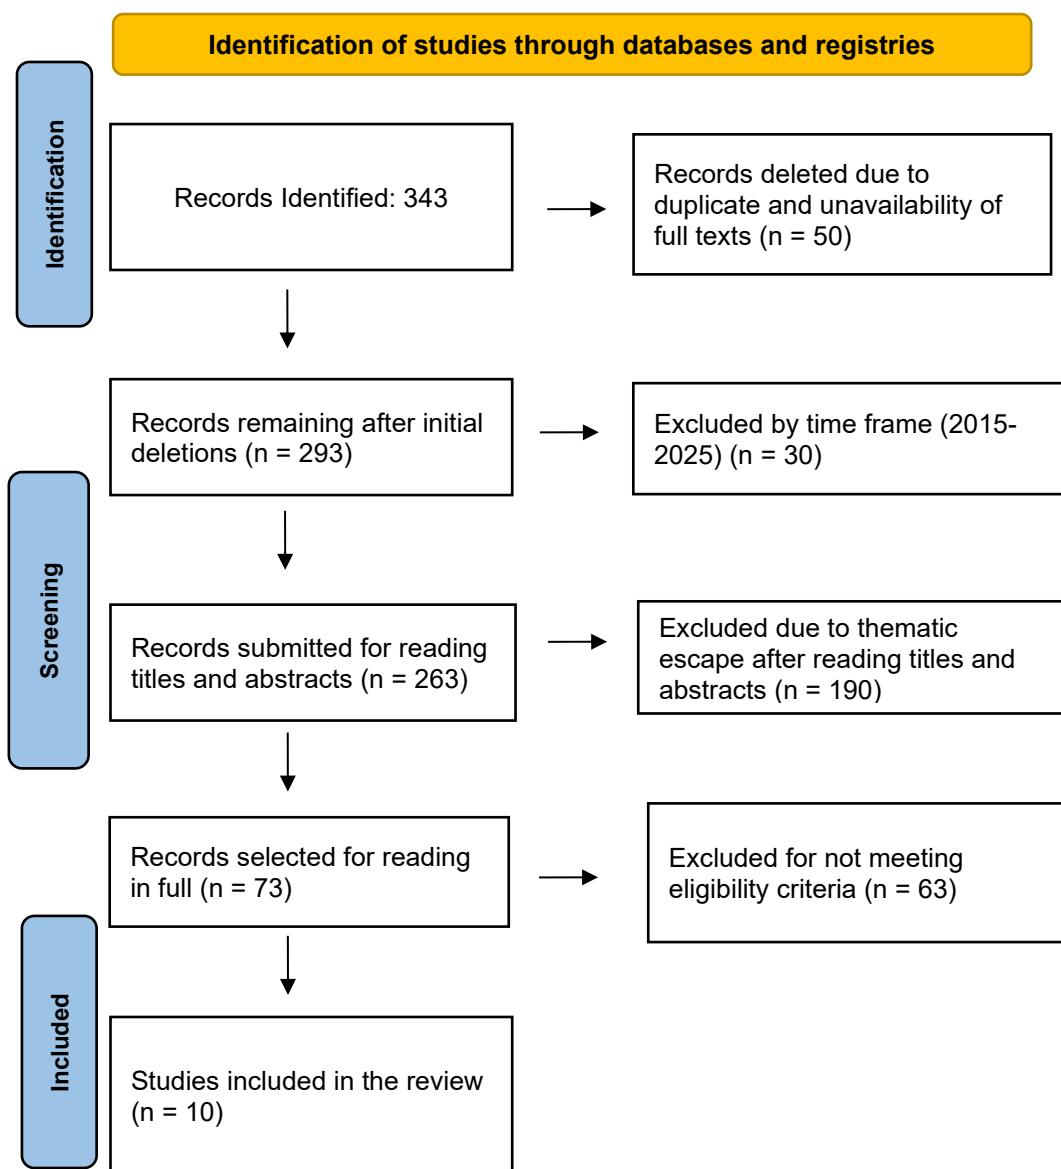 Identification of studies through databases and registries
Identification
Records Identified: 343
Records deleted due to
duplicate and unavailability of
full texts (n = 50)
Records remaining after initial
deletions (n = 293)
Excluded by time frame (2015-
2025) (n = 30)
Screening
Records submitted for reading
titles and abstracts (n = 263)
Excluded due to thematic
escape after reading titles and
abstracts (n = 190)
Records selected for reading
in full (n = 73)
Excluded for not meeting
eligibility criteria (n = 63)
Included
Studies included in the review
(n = 10)